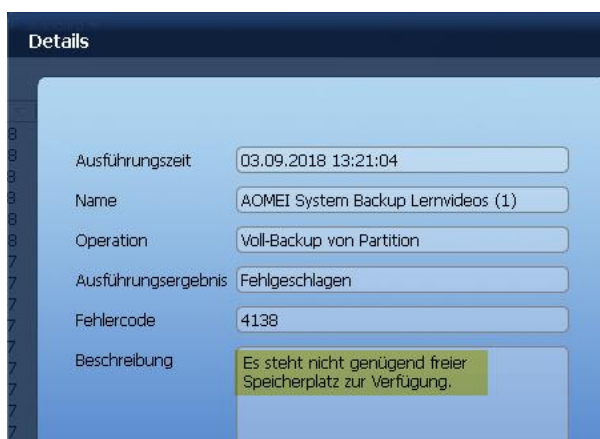 Details
Ausführungszeit 03.09.2018 13:21:04
Name AOMEI System Backup Lernvideos (1)
Operation Voll-Backup von Partition
Ausführungsergebnis Fehlgeschlagen
Fehlercode 4138
Beschreibung Es steht nicht genügend freier
Speicherplatz zur Verfügung.